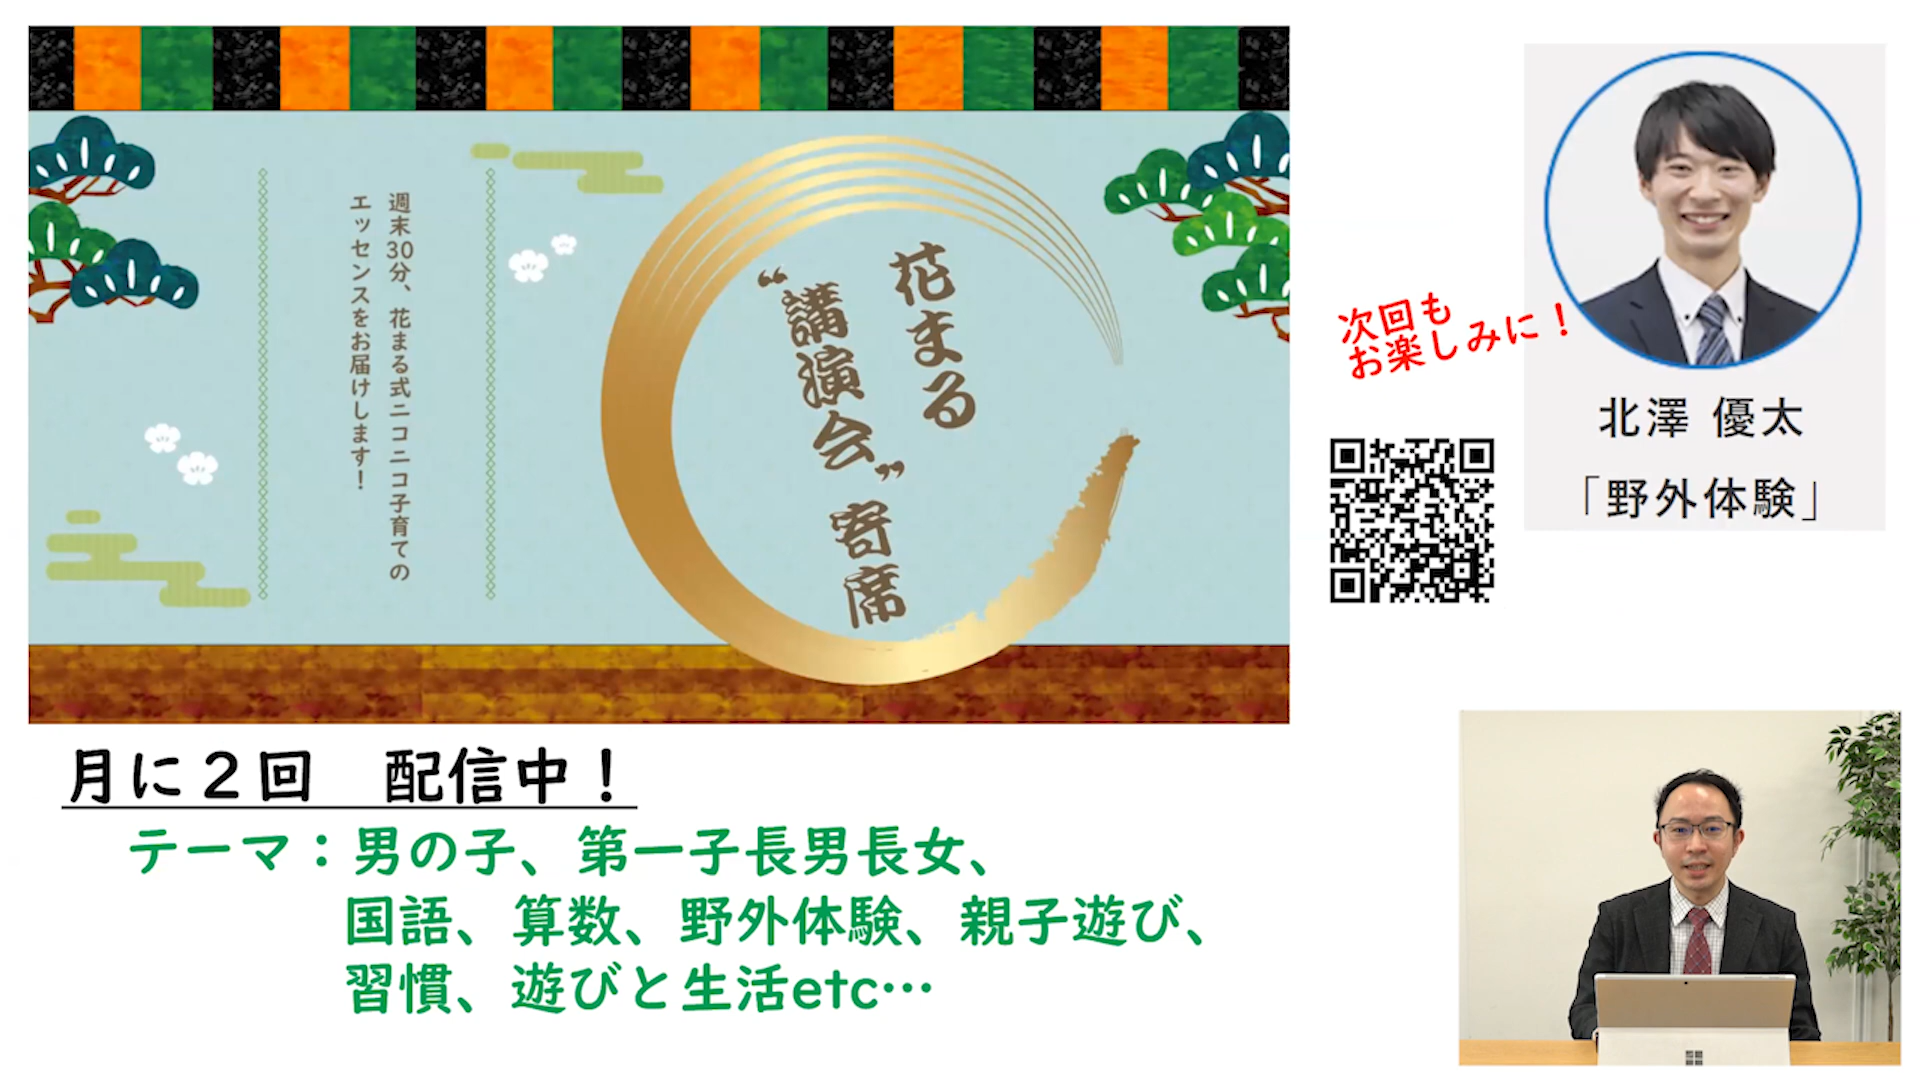 花まる
“講演会”寄席
週末30分、花まる式ニコニコ子育ての
エッセンスをお届けします！
次回も
お楽しみに！
北澤 優太
「野外体験」
月に２回　配信中！
テーマ：男の子、第一子長男長女、
国語、算数、野外体験、親子遊び、
習慣、遊びと生活etc…